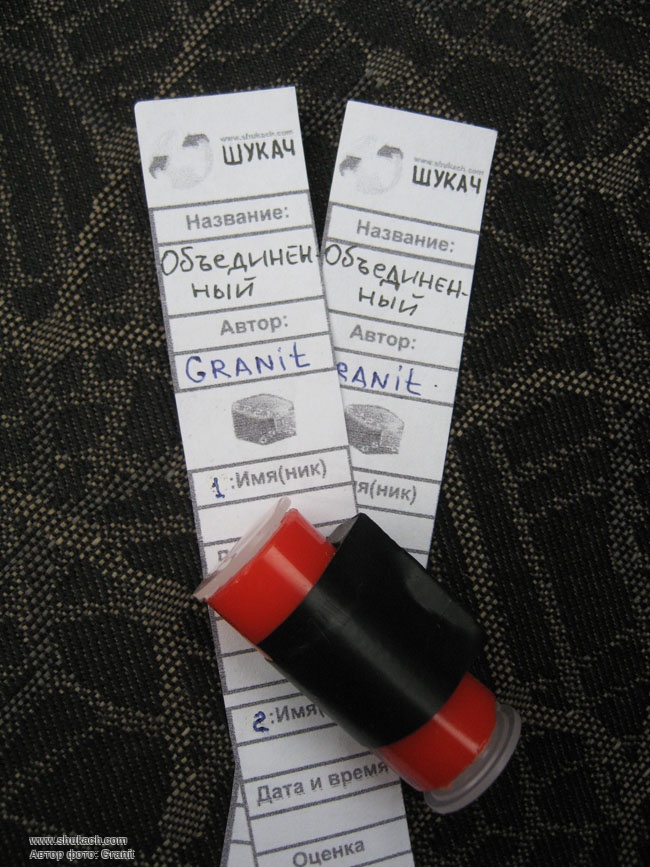 www.shukach.com
ШУКАЧ
Название:
Объединен-
ный
Автор:
GRANit
1:Имя(ник)
2:Имя(
Дата и время
Оценка
www.shukach.com
ШУКАЧ
Название:
Объединен-
ный
Автор:
RANit.
мя(ник)
www.shukach.com
Автор фото: Granit